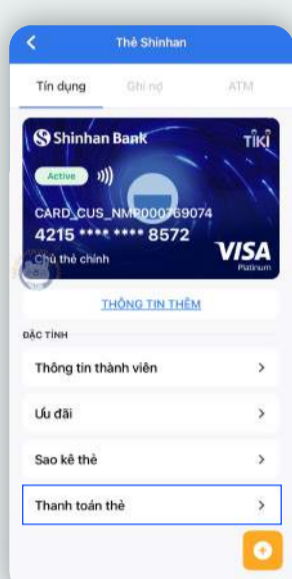 Thẻ Shinhan
Tín dụng Ghi nợ ATM
Shinhan Bank TIKI
Active
CARD_CUS_NMP000769074
4215 **** **** 8572
Chủ thẻ chính VISA
Platinum
THÔNG TIN THÊM
ĐẶC TÍNH
Thông tin thành viên
Ưu đãi
Sao kê thẻ
Thanh toán thẻ